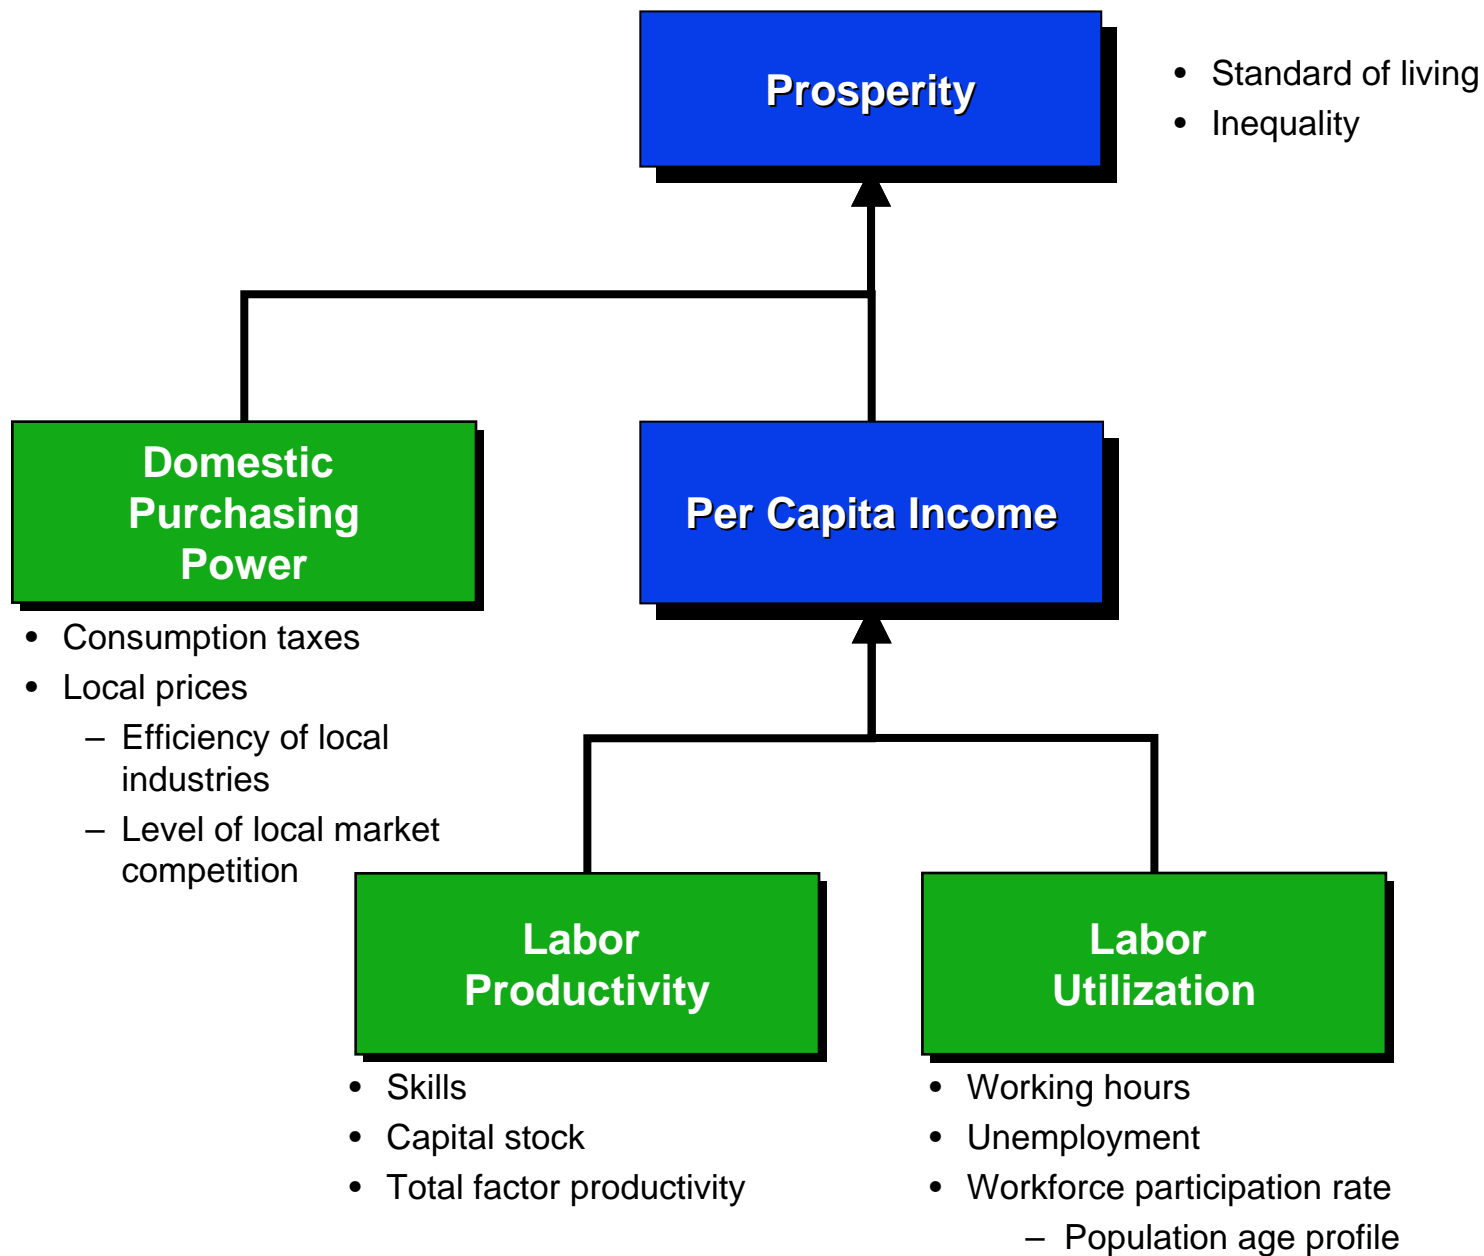 Prosperity
• Standard of living
• Inequality
Domestic
Purchasing
Power
• Consumption taxes
• Local prices
– Efficiency of local
industries
– Level of local market
competition
Per Capita Income
Labor
Productivity
• Skills
• Capital stock
• Total factor productivity
Labor
Utilization
• Working hours
• Unemployment
• Workforce participation rate
– Population age profile